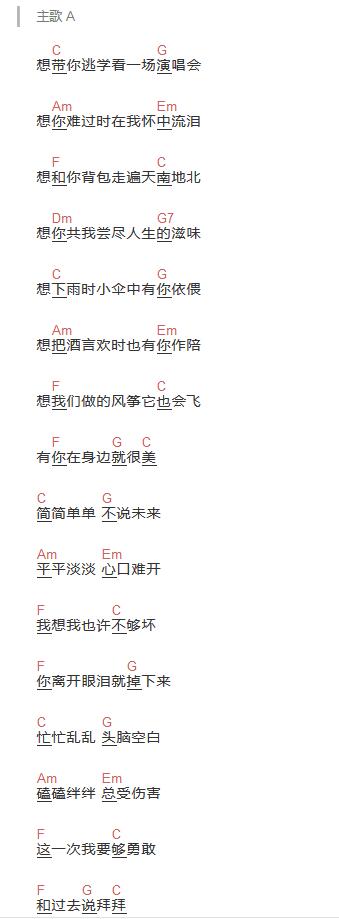 主歌 A
C G
想带你逃学看一场演唱会
Am Em
想你难过时在我怀中流泪
F C
想和你背包走遍天南地北
Dm G7
想你共我尝尽人生的滋味
C G
想下雨时小伞中有你依偎
Am Em
想把酒言欢时也有你作陪
F C
想我们做的风筝它也会飞
F G C
有你在身边就很美
C G
简简单单 不说未来
Am Em
平平淡淡 心口难开
F C
我想我也许不够坏
F G
你离开眼泪就掉下来
C G
忙忙乱乱 头脑空白
Am Em
磕磕绊绊 总受伤害
F C
这一次我要够勇敢
F G C
和过去说拜拜